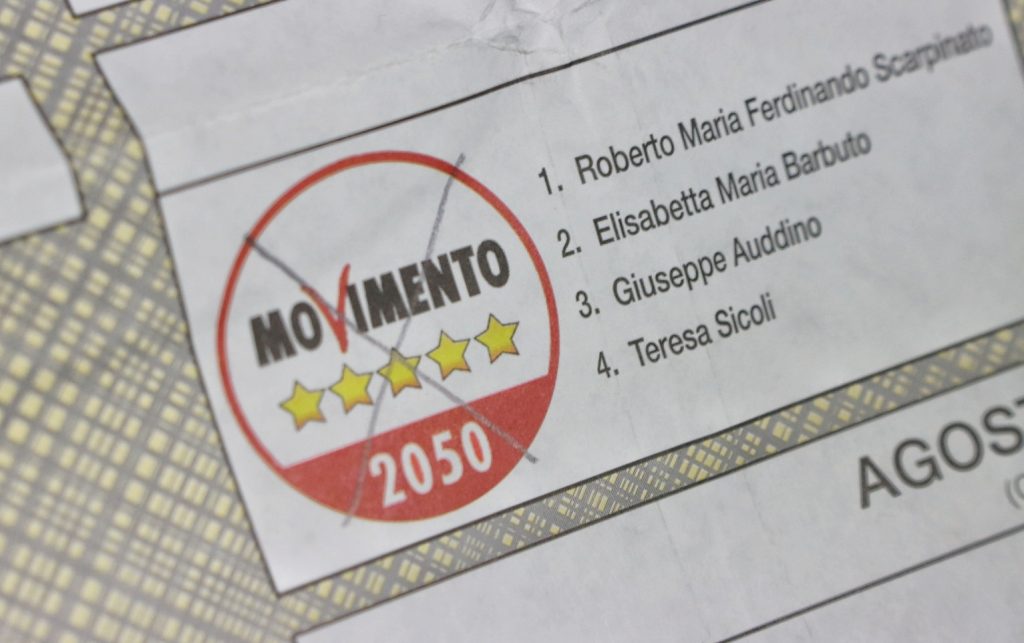 1. Roberto Maria Ferdinando Scarpinato
2. Elisabetta Maria Barbuto
3. Giuseppe Auddino
4. Teresa Sicoli
MOVIMENTO
2050
AGOST
(